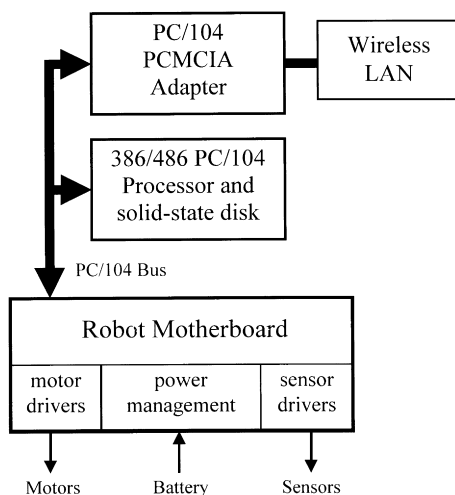 PC/104
PCMCIA
Adapter
Wireless
LAN
386/486 PC/104
Processor and
solid-state disk
PC/104 Bus
Robot Motherboard
motor
drivers
power
management
sensor
drivers
Motors
Battery
Sensors